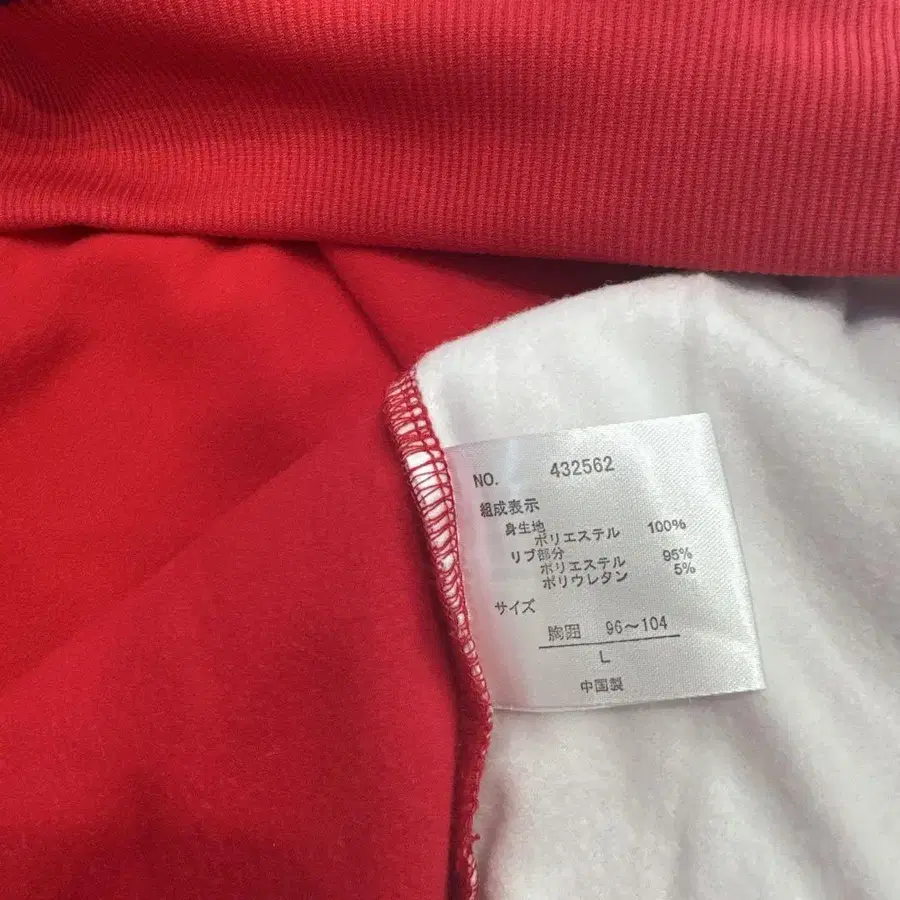 NO. 432562
組成表示
身生地
ポリエステル 100%
リブ部分
ポリエステル 95%
ポリウレタン 5%
サイズ
胸囲 96～104
L
中国製